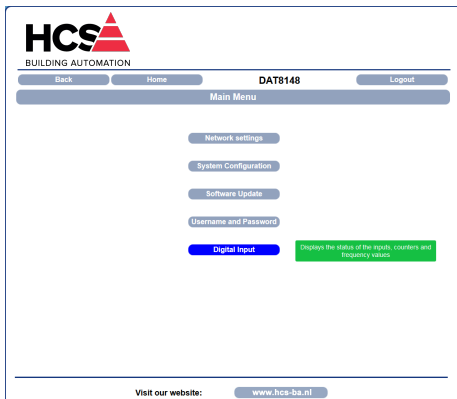 HCS
BUILDING AUTOMATION
Back Home DAT8148 Logout
Main Menu
Network settings
System Configuration
Software Update
Username and Password
Digital Input
Displays the status of the inputs, counters and
frequency values
Visit our website: www.hcs-ba.nl